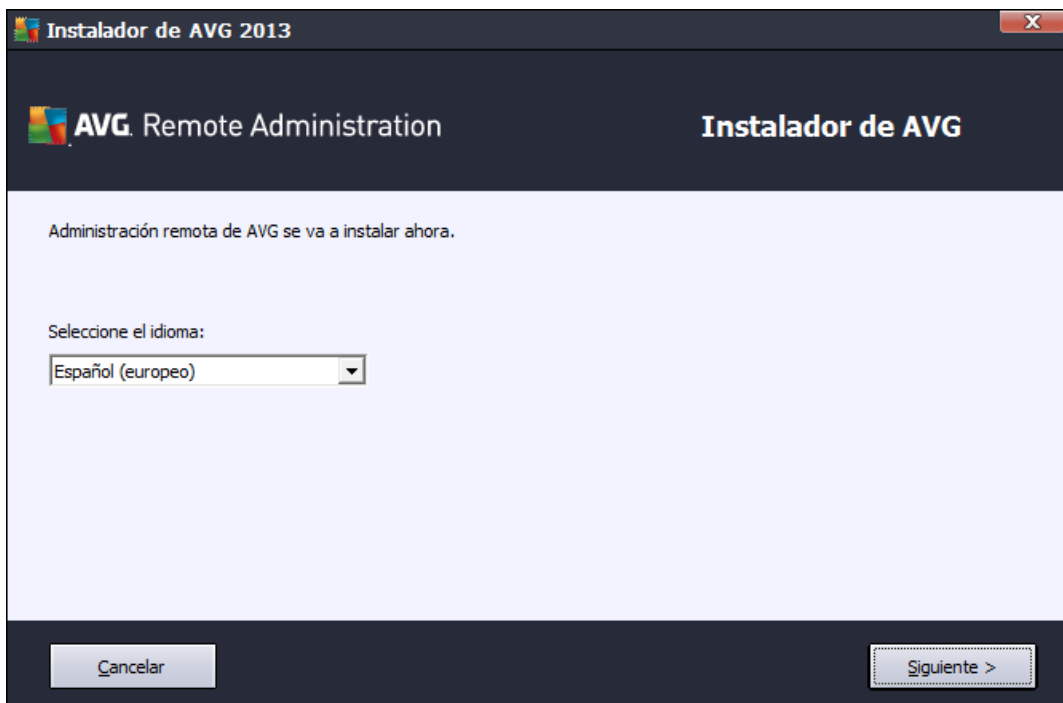 Instalador de AVG 2013
X
AVG. Remote Administration
Instalador de AVG
Administración remota de AVG se va a instalar ahora.
Seleccione el idioma:
Español (europeo)
Cancelar
Siguiente >